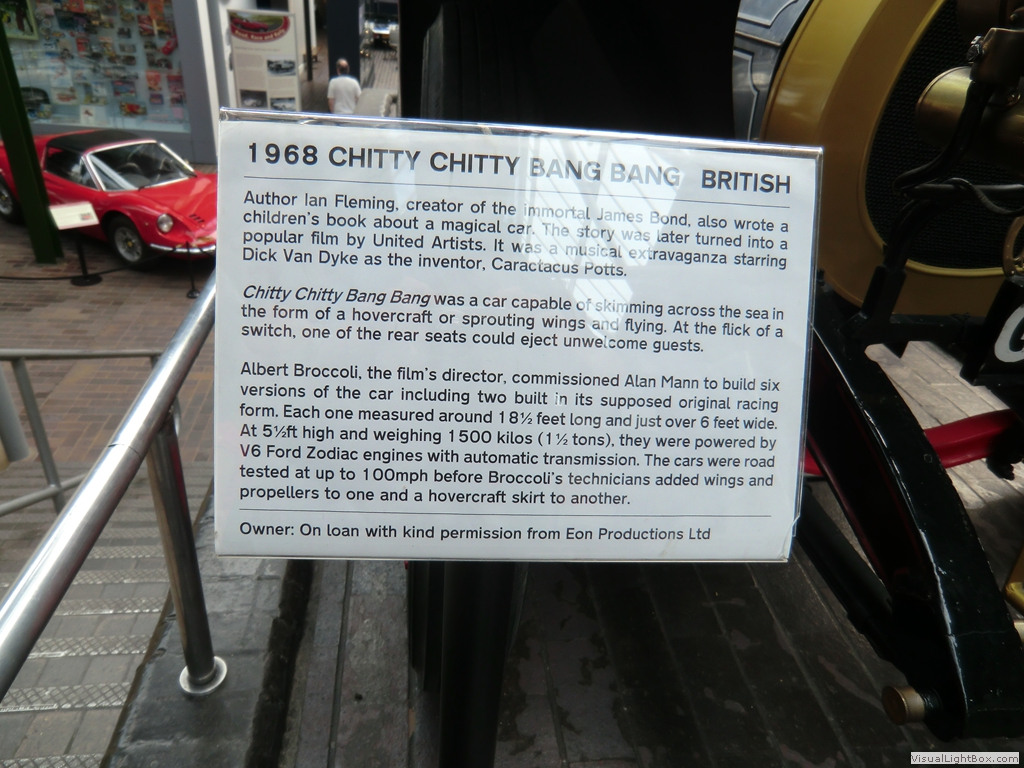 1968 CHITTY CHITTY BANG BANG BRITISH
Author Ian Fleming, creator of the immortal James Bond, also wrote a
children's book about a magical car. The story was later turned into a
popular film by United Artists. It was a musical extravaganza starring
Dick Van Dyke as the inventor, Caractacus Potts.
Chitty Chitty Bang Bang was a car capable of skimming across the sea in
the form of a hovercraft or sprouting wings and flying. At the flick of a
switch, one of the rear seats could eject unwelcome guests.
Albert Broccoli, the film's director, commissioned Alan Mann to build six
versions of the car including two built in its supposed original racing
form. Each one measured around 18½ feet long and just over 6 feet wide.
At 5½ft high and weighing 1500 kilos (1½ tons), they were powered by
V6 Ford Zodiac engines with automatic transmission. The cars were road
tested at up to 100mph before Broccoli's technicians added wings and
propellers to one and a hovercraft skirt to another.
Owner: On loan with kind permission from Eon Productions Ltd
VisualLightBox.com